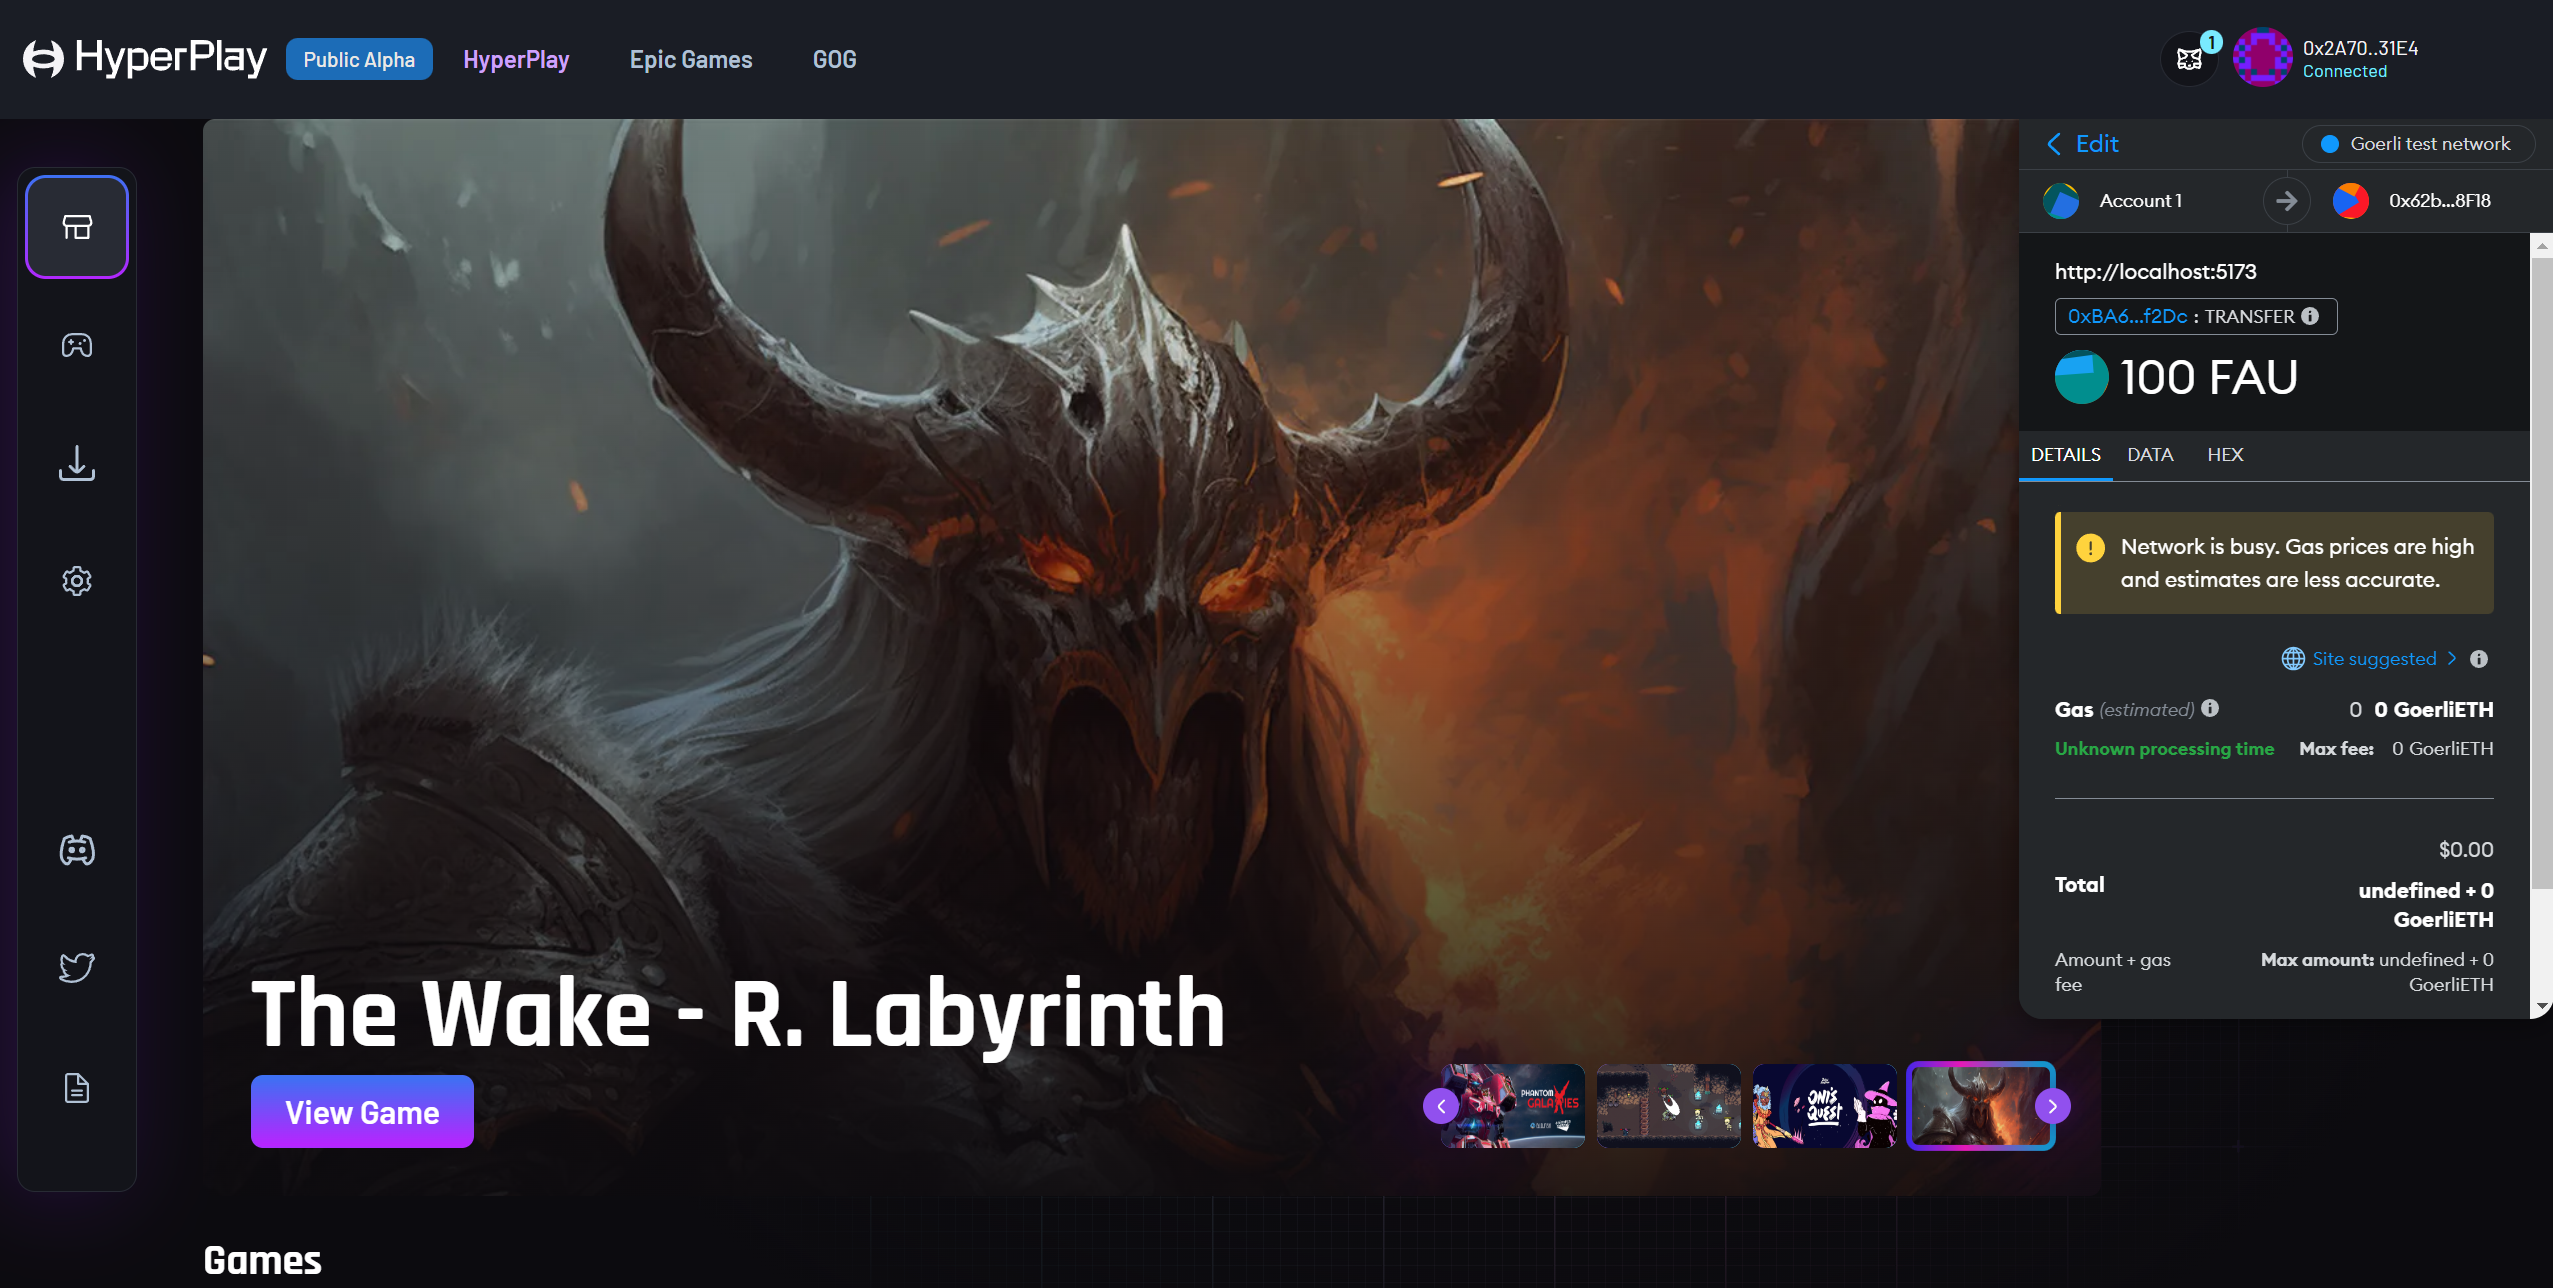 HyperPlay
Public Alpha
HyperPlay
Epic Games
GOG
1
0x2A70..31E4
Connected
Edit
Goerli test network
Account 1
0x62b...8F18
http://localhost:5173
0xBA6...f2Dc : TRANSFER
100 FAU
DETAILS
DATA
HEX
Network is busy. Gas prices are high
and estimates are less accurate.
Site suggested
Gas (estimated)
0 0 GoerliETH
Unknown processing time
Max fee: 0 GoerliETH
$0.00
Total
undefined + 0
GoerliETH
Amount + gas
fee
Max amount: undefined + 0
GoerliETH
The Wake - R. Labyrinth
View Game
PHANTOM
GALAXIES
ONI'S
QUEST
Games